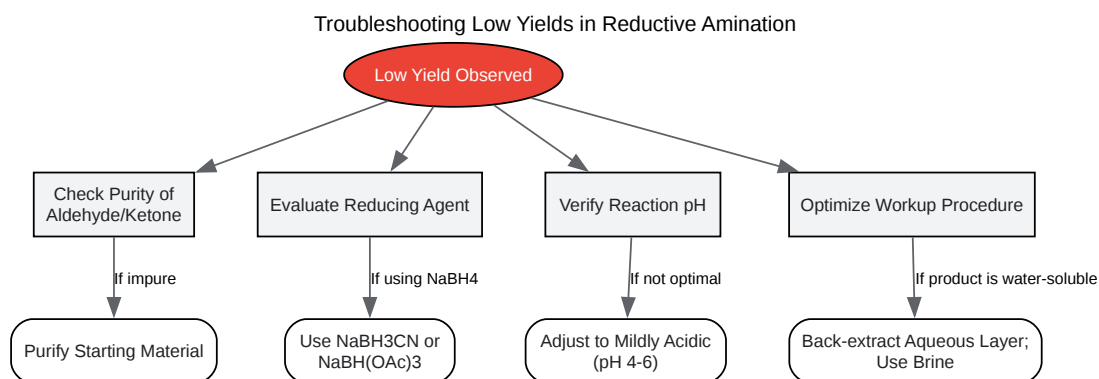 Troubleshooting Low Yields in Reductive Amination
Low Yield Observed
Check Purity of
Aldehyde/Ketone
Evaluate Reducing Agent
Verify Reaction pH
Optimize Workup Procedure
If impure
If using NaBH4
If not optimal
If product is water-soluble
Purify Starting Material
Use NaBH3CN or
NaBH(OAc)3
Adjust to Mildly Acidic
(pH 4-6)
Back-extract Aqueous Layer;
Use Brine